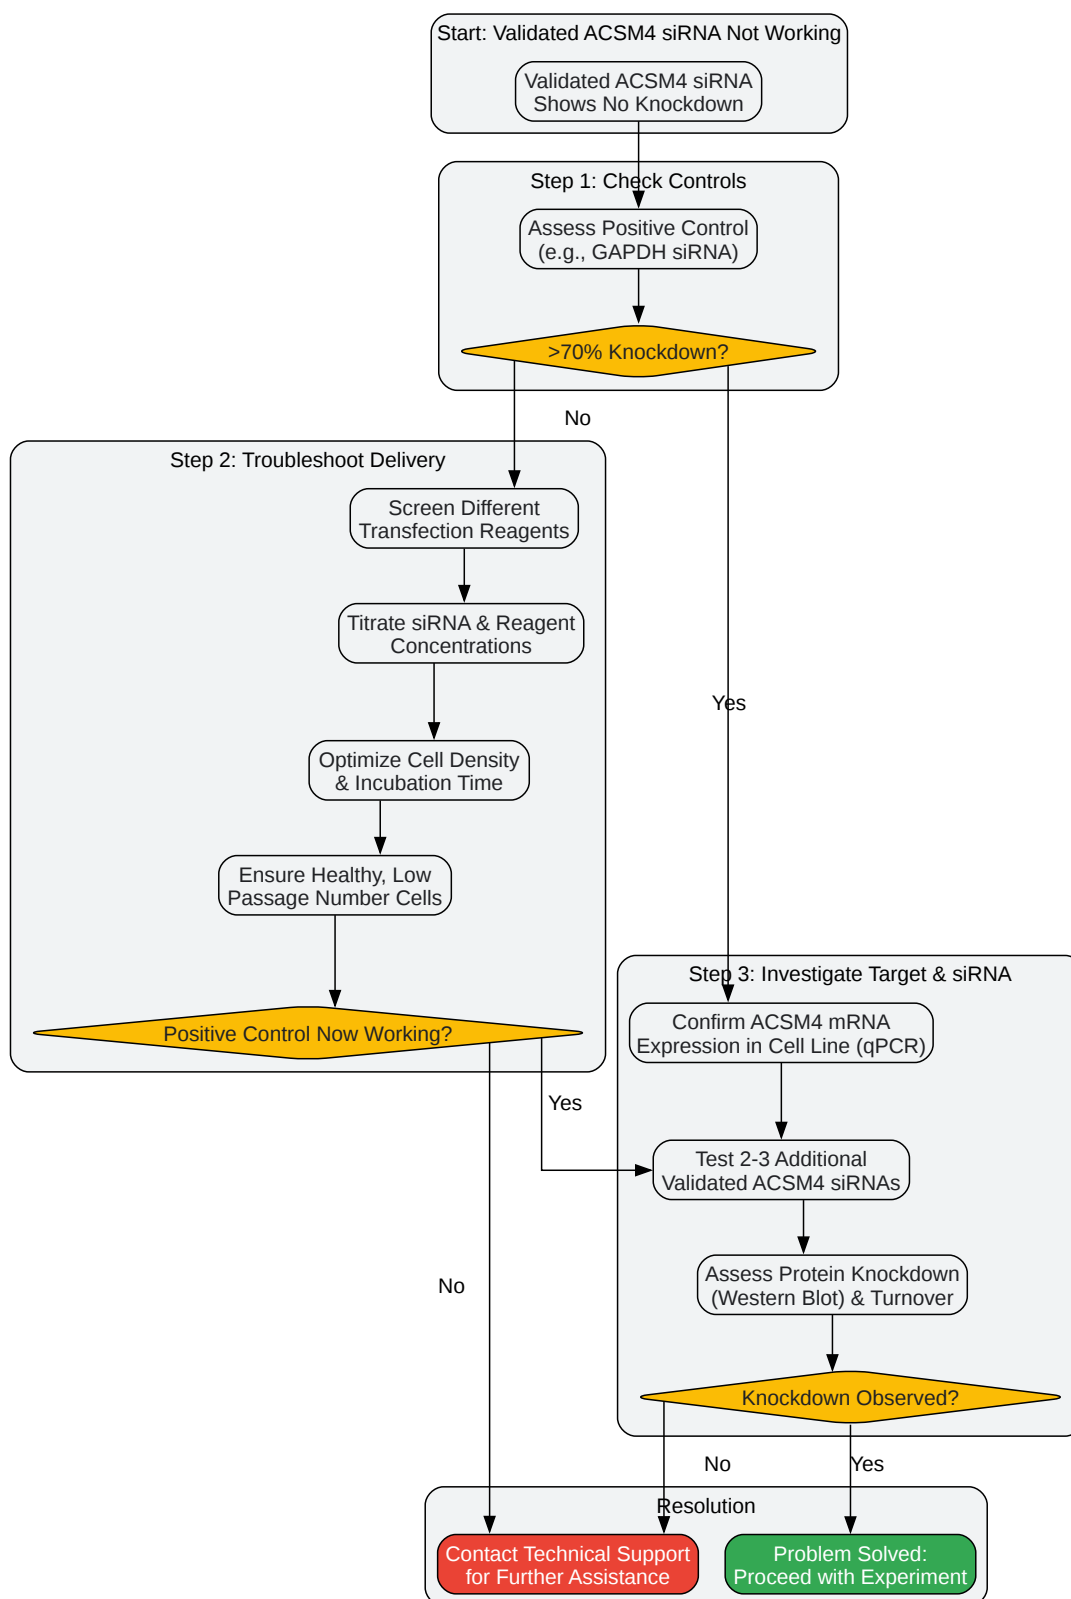 Start: Validated ACSM4 siRNA Not Working
Validated ACSM4 siRNA
Shows No Knockdown
Step 1: Check Controls
Assess Positive Control
(e.g., GAPDH siRNA)
>70% Knockdown?
No
Step 2: Troubleshoot Delivery
Screen Different
Transfection Reagents
Titrate siRNA & Reagent
Concentrations
Yes
Optimize Cell Density
& Incubation Time
Ensure Healthy, Low
Passage Number Cells
Positive Control Now Working?
Step 3: Investigate Target & siRNA
Confirm ACSM4 mRNA
Expression in Cell Line (qPCR)
Yes
Test 2-3 Additional
Validated ACSM4 siRNAs
No
Assess Protein Knockdown
(Western Blot) & Turnover
Knockdown Observed?
No
Yes
Resolution
Contact Technical Support
for Further Assistance
Problem Solved:
Proceed with Experiment